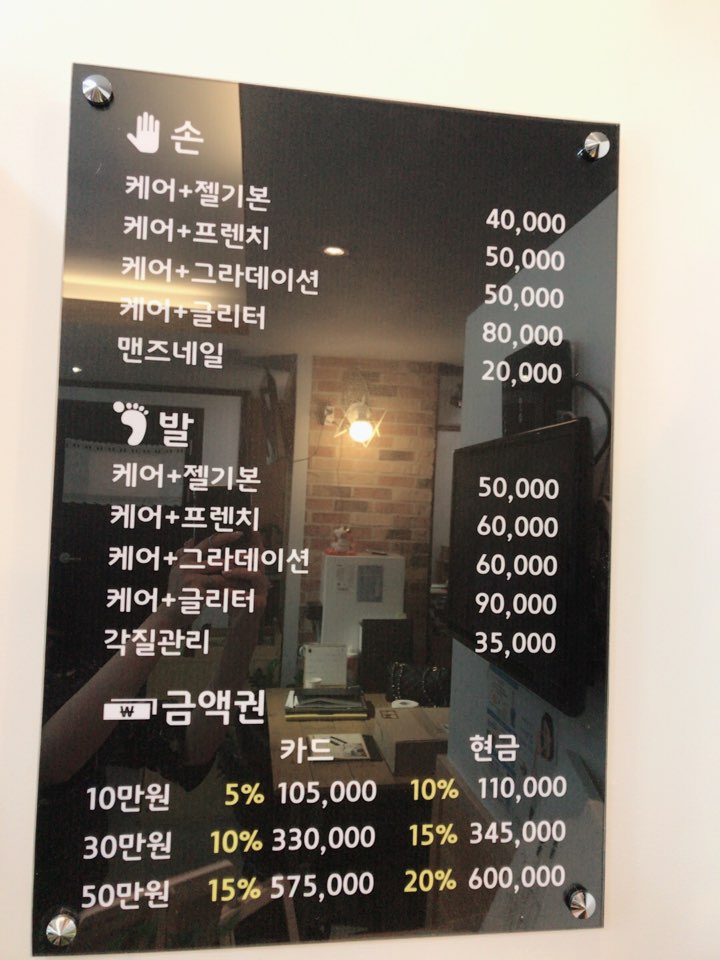 손
케어+젤기본 40,000
케어+프렌치 50,000
케어+그라데이션 50,000
케어+글리터 80,000
맨즈네일 20,000
발
케어+젤기본 50,000
케어+프렌치 60,000
케어+그라데이션 60,000
케어+글리터 90,000
각질관리 35,000
₩ 금액권
카드 현금
10만원 5% 105,000 10% 110,000
30만원 10% 330,000 15% 345,000
50만원 15% 575,000 20% 600,000